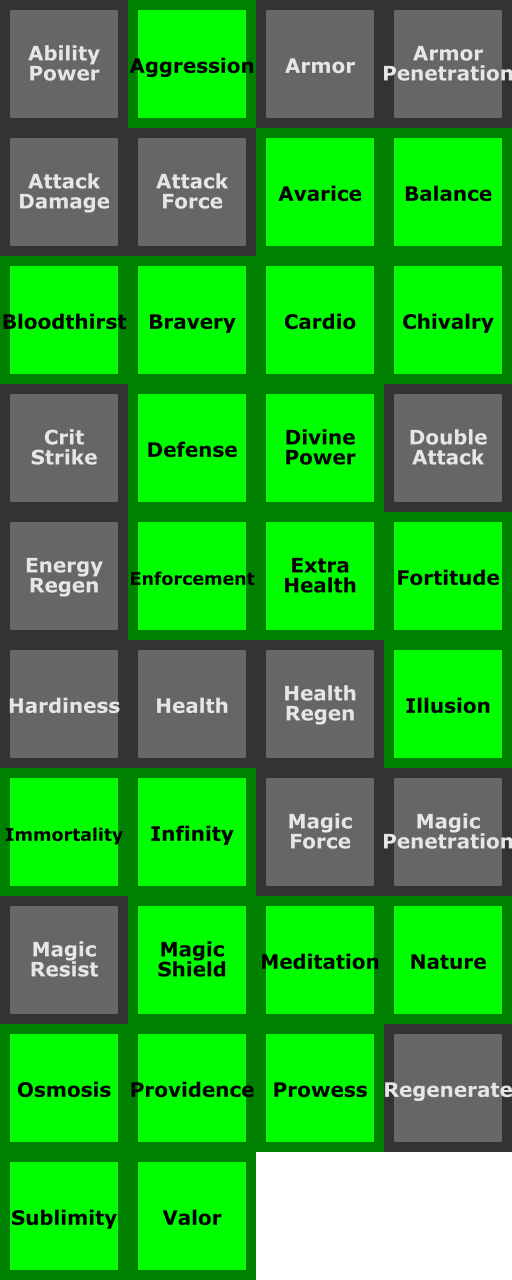 Ability
Power
Aggression
Armor
Armor
Penetration
Attack
Damage
Attack
Force
Avarice
Balance
Bloodthirst
Bravery
Cardio
Chivalry
Crit
Strike
Defense
Divine
Power
Double
Attack
Energy
Regen
Enforcement
Extra
Health
Fortitude
Hardiness
Health
Health
Regen
Illusion
Immortality
Infinity
Magic
Force
Magic
Penetration
Magic
Resist
Magic
Shield
Meditation
Nature
Osmosis
Providence
Prowess
Regenerate
Sublimity
Valor